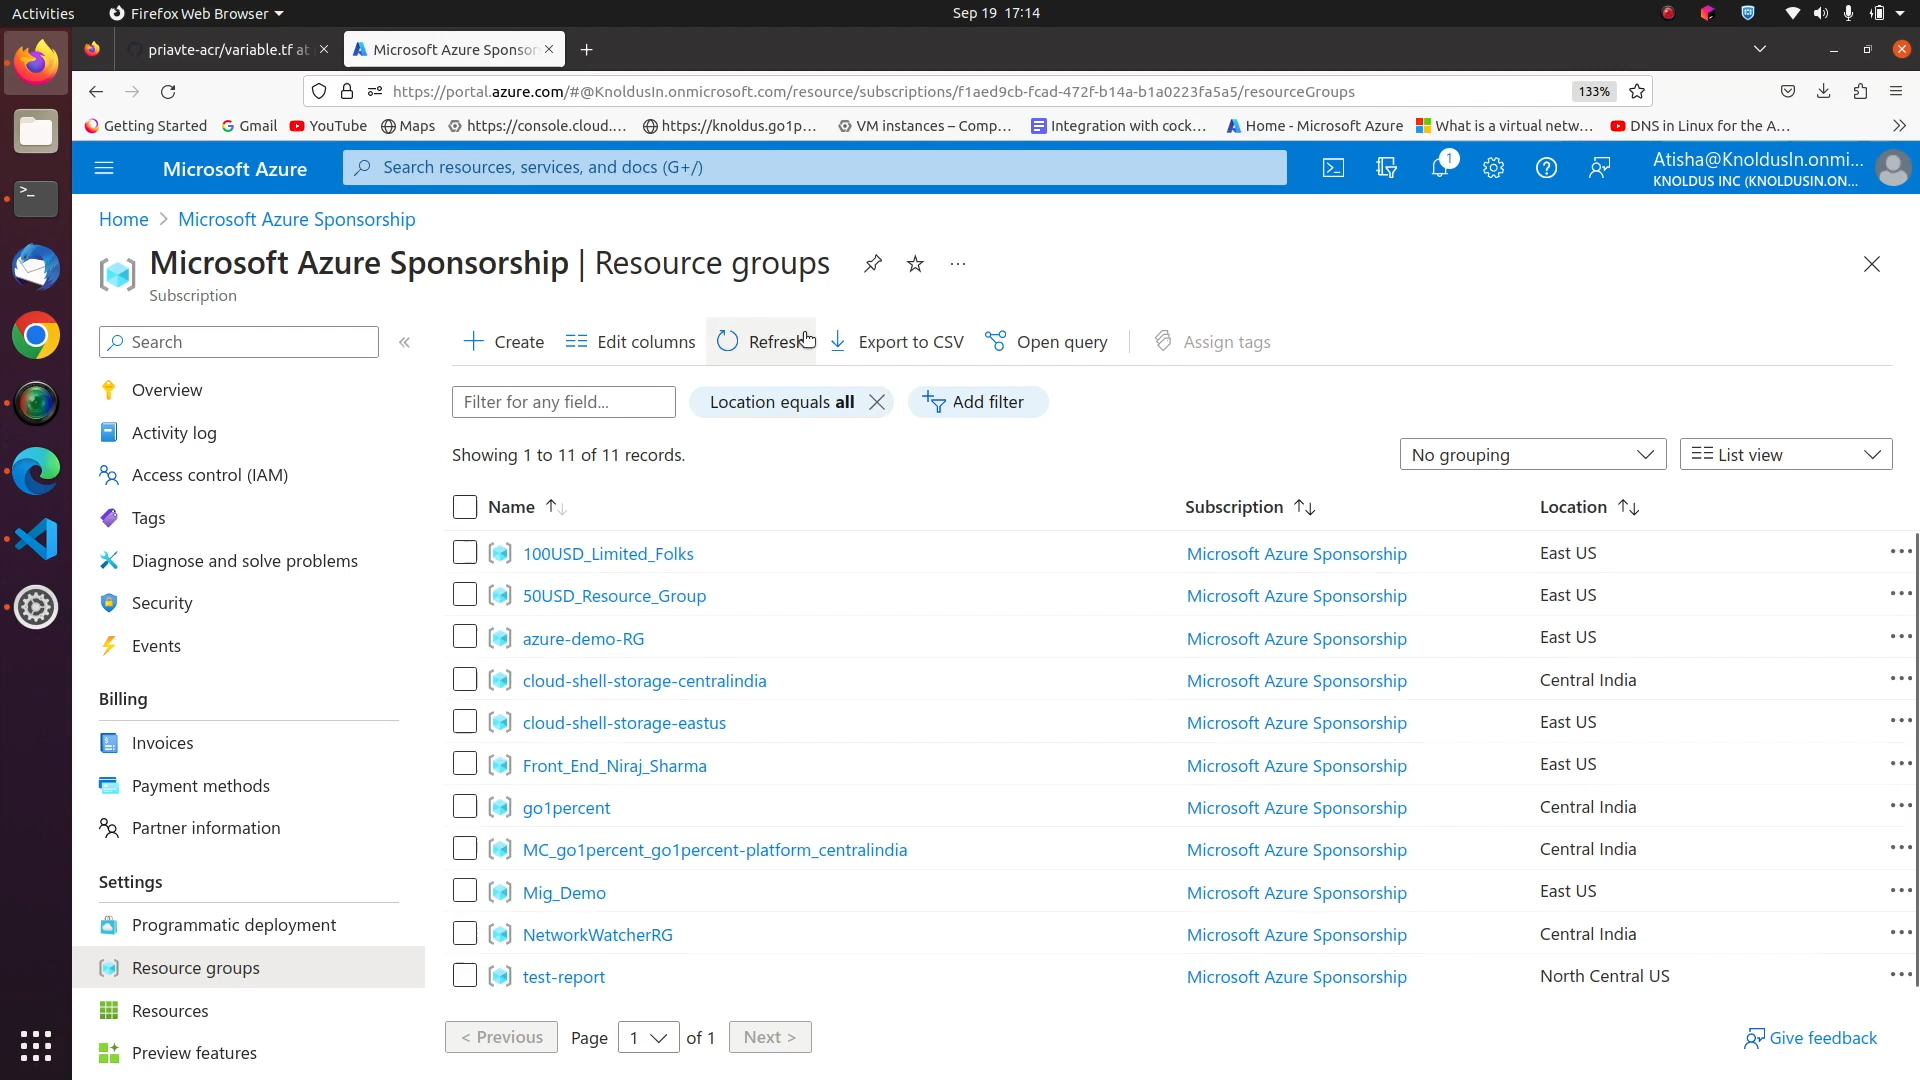 Activities Firefox Web Browser Sep 19 17:14
priavte-acr/variable.tf at Microsoft Azure Sponsor
https://portal.azure.com/#@KnoldusIn.onmicrosoft.com/resource/subscriptions/f1aed9cb-fcad-472f-b14a-b1a0223fa5a5/resourceGroups 133%
Getting Started Gmail YouTube Maps https://console.cloud.... https://knoldus.go1p... VM instances – Comp... Integration with cock... Home - Microsoft Azure What is a virtual netw... DNS in Linux for the A...
Microsoft Azure Search resources, services, and docs (G+/) 1 Atisha@KnoldusIn.onmi...
KNOLDUS INC (KNOLDUSIN.ON...
Home > Microsoft Azure Sponsorship
Microsoft Azure Sponsorship | Resource groups ...
Subscription
Search « + Create Edit columns Refresh Export to CSV Open query Assign tags
Overview
Activity log
Access control (IAM)
Tags
Diagnose and solve problems
Security
Events
Billing
Invoices
Payment methods
Partner information
Settings
Programmatic deployment
Resource groups
Resources
Preview features
Filter for any field... Location equals all Add filter
Showing 1 to 11 of 11 records. No grouping List view
Name Subscription Location
100USD_Limited_Folks Microsoft Azure Sponsorship East US
50USD_Resource_Group Microsoft Azure Sponsorship East US
azure-demo-RG Microsoft Azure Sponsorship East US
cloud-shell-storage-centralindia Microsoft Azure Sponsorship Central India
cloud-shell-storage-eastus Microsoft Azure Sponsorship East US
Front_End_Niraj_Sharma Microsoft Azure Sponsorship East US
go1percent Microsoft Azure Sponsorship Central India
MC_go1percent_go1percent-platform_centralindia Microsoft Azure Sponsorship Central India
Mig_Demo Microsoft Azure Sponsorship East US
NetworkWatcherRG Microsoft Azure Sponsorship Central India
test-report Microsoft Azure Sponsorship North Central US
< Previous Page 1 of 1 Next > Give feedback